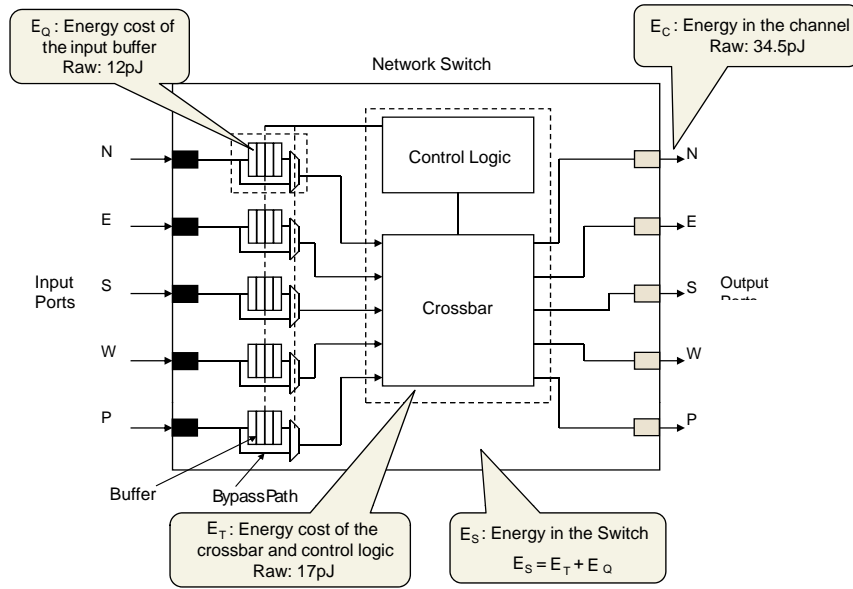 E_Q : Energy cost of
the input buffer
Raw: 12pJ
E_C : Energy in the channel
Raw: 34.5pJ
Network Switch
Control Logic
Crossbar
N
E
S
W
P
Input
Ports
N
E
S
W
P
Output
Buffer
BypassPath
E_T : Energy cost of the
crossbar and control logic
Raw: 17pJ
E_S : Energy in the Switch
E_S = E_T + E_Q